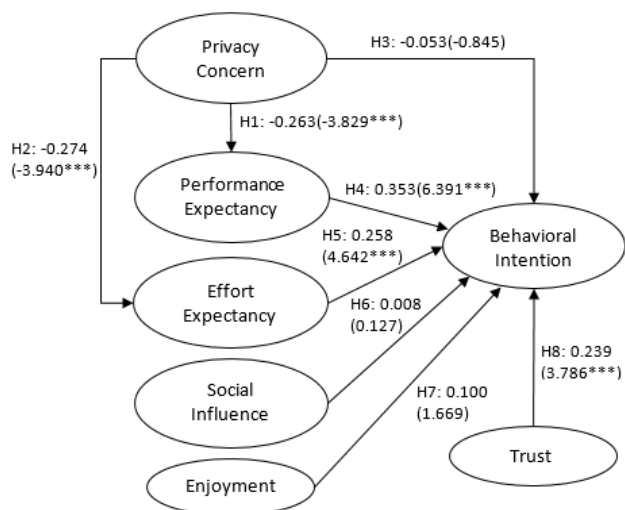 Privacy
Concern
H3: -0.053(-0.845)
H1: -0.263(-3.829***)
H2: -0.274
(-3.940***)
Performance
Expectancy
H4: 0.353(6.391***)
Behavioral
Intention
H5: 0.258
(4.642***)
Effort
Expectancy
H6: 0.008
(0.127)
H8: 0.239
(3.786***)
Social
Influence
H7: 0.100
(1.669)
Trust
Enjoyment